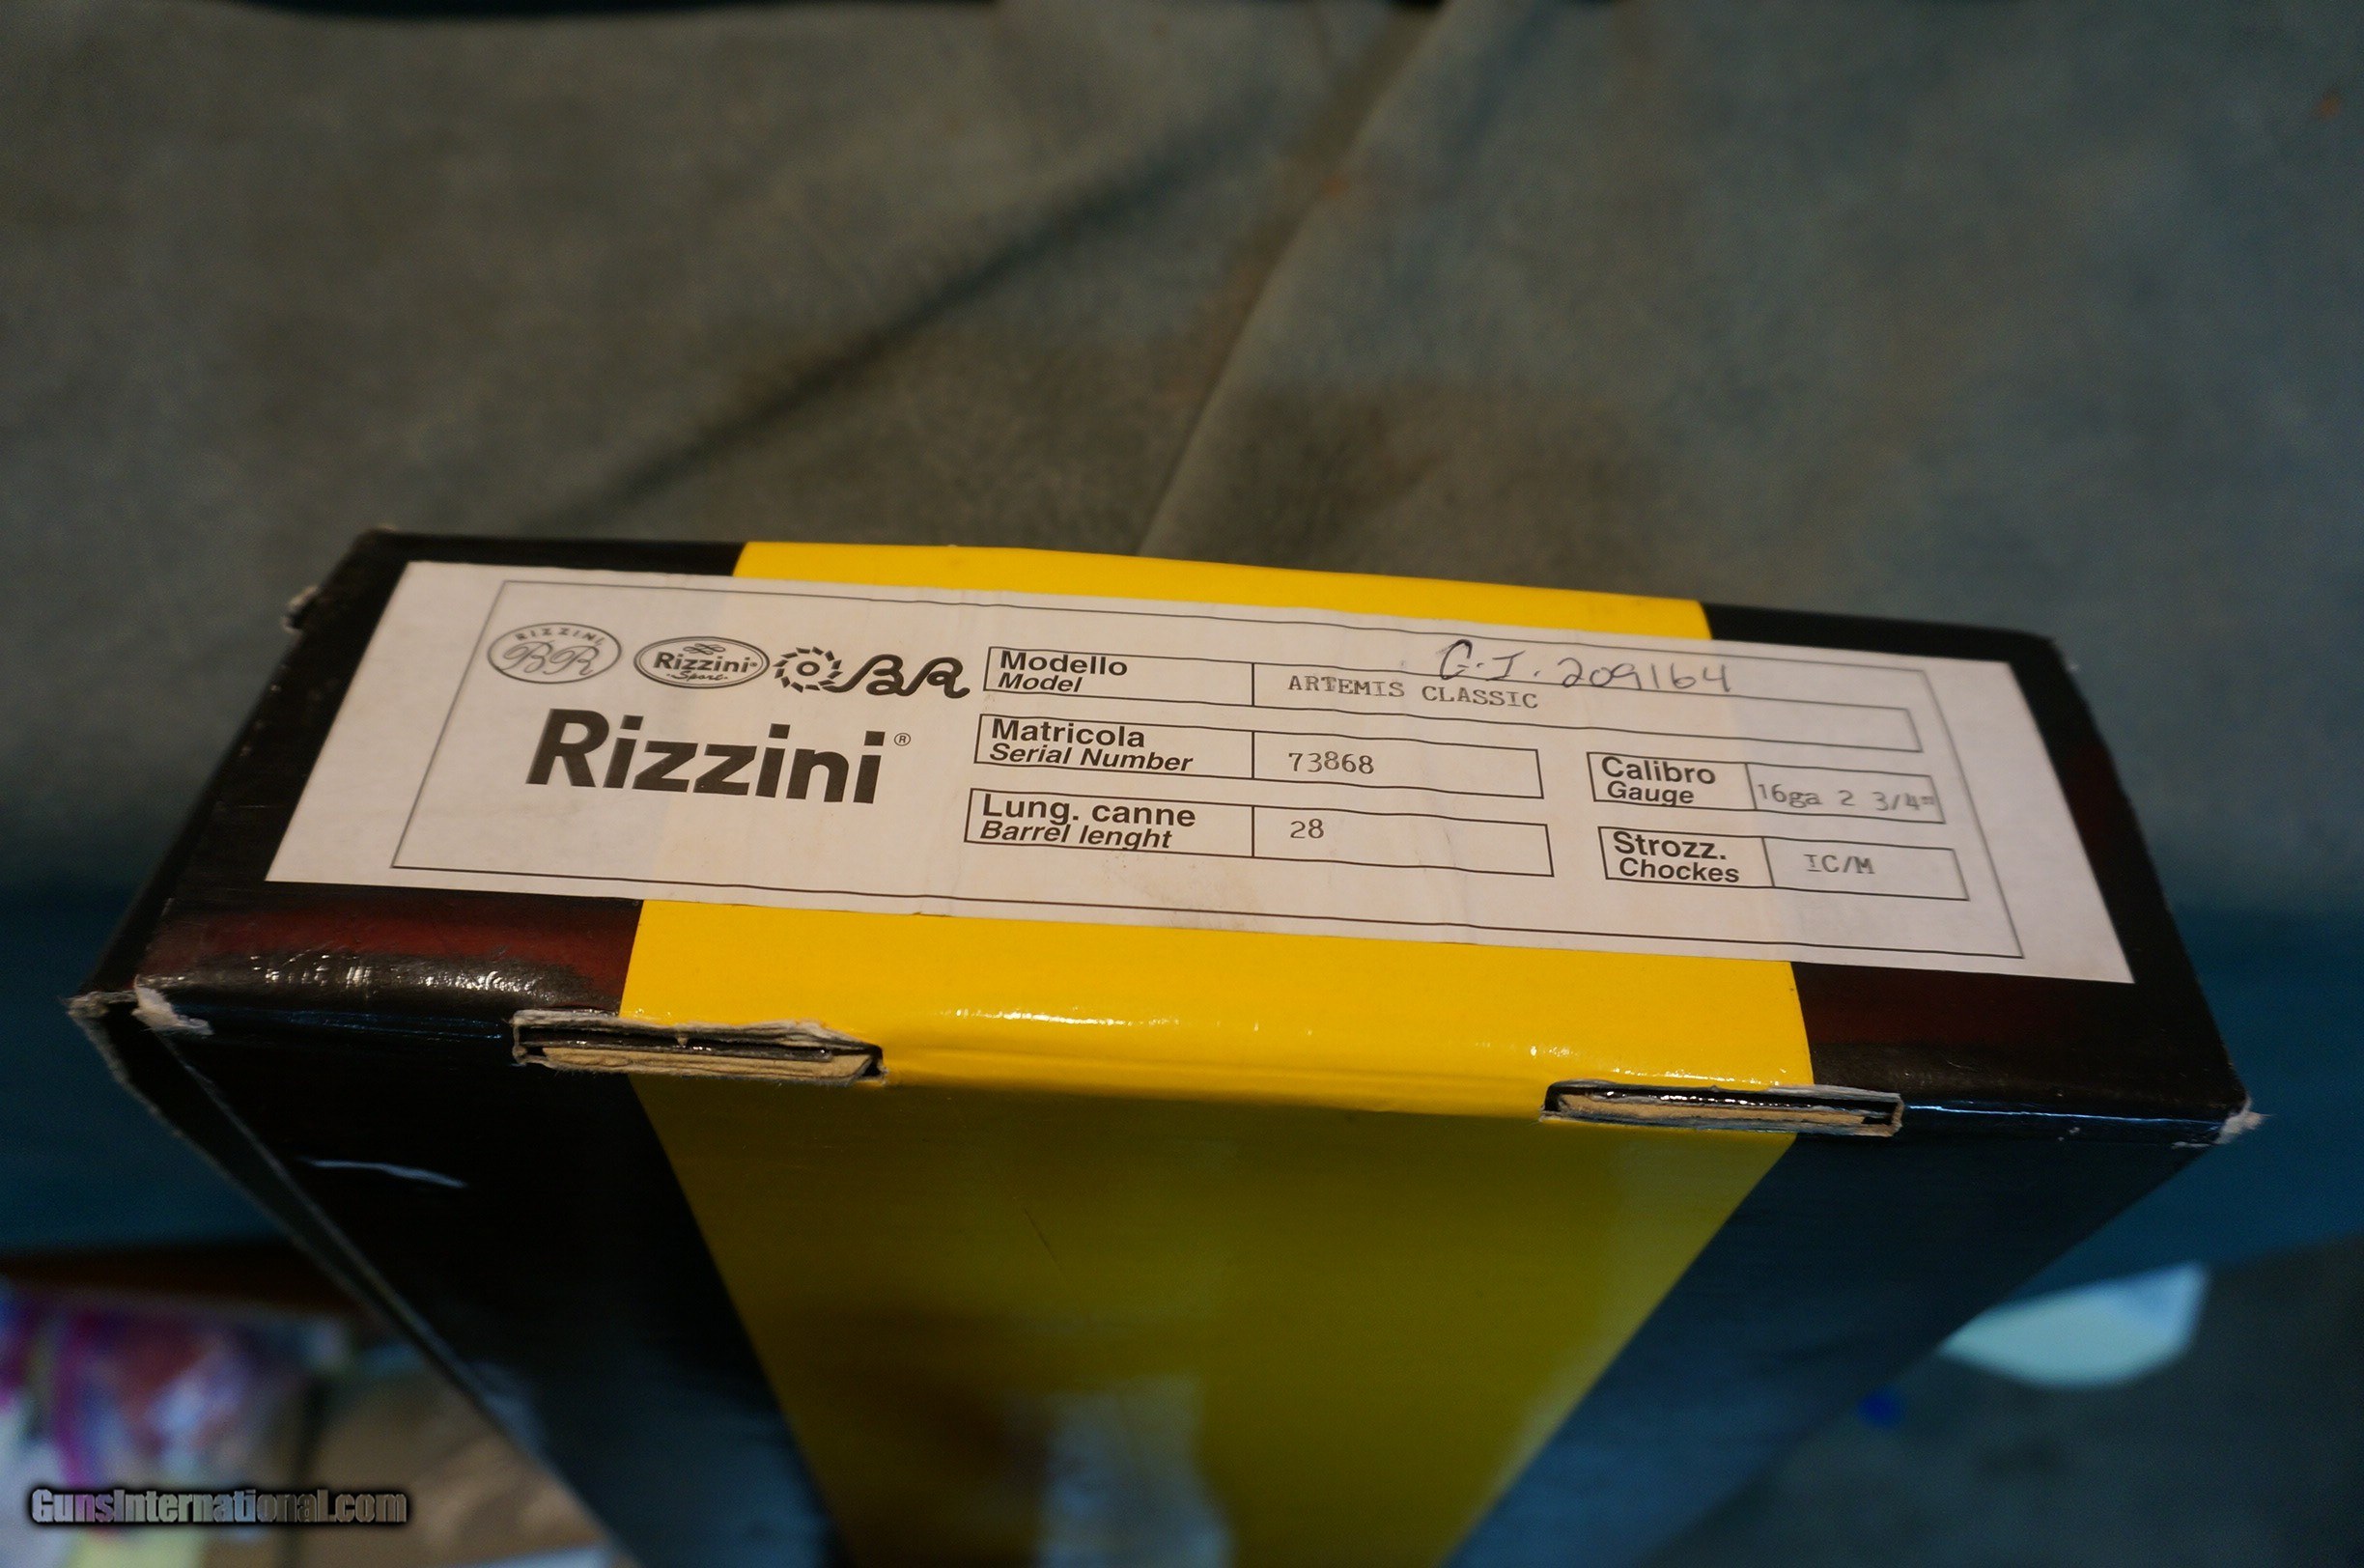 RIZZINI
BR
Rizzini®
Sport
BR
Rizzini®
G.I. 209164
Modello
Model
ARTEMIS CLASSIC
Matricola
Serial Number
73868
Calibro
Gauge
16ga 2 3/4"
Lung. canne
Barrel lenght
28
Strozz.
Chockes
IC/M
GunsInternational.com